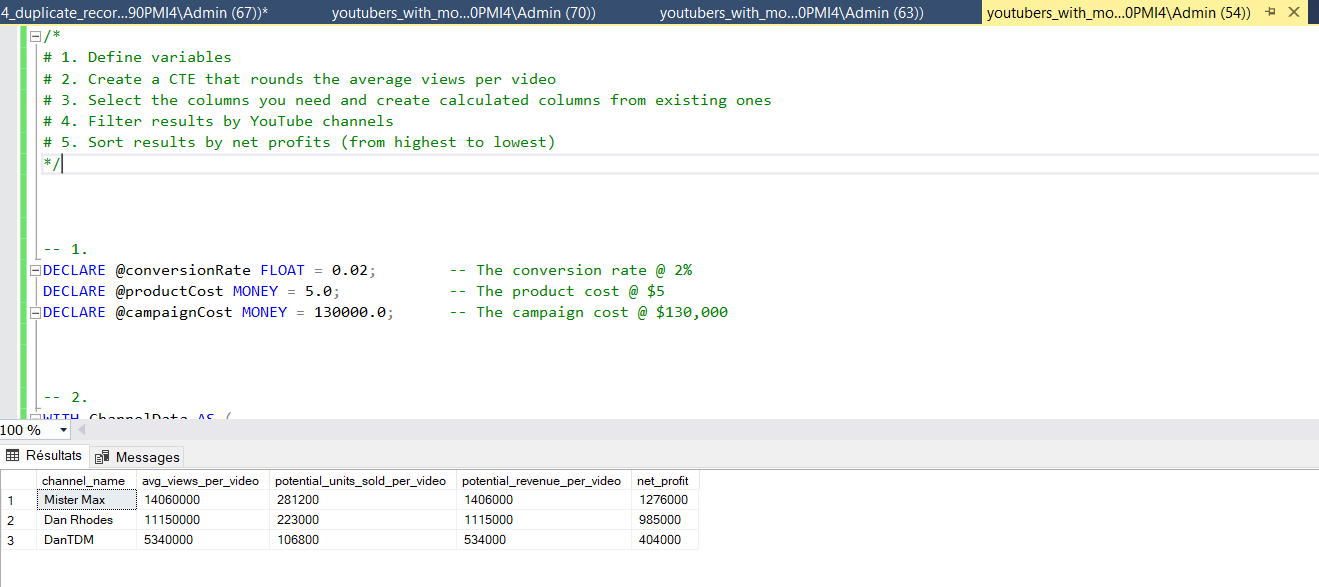 4_duplicate_recor...90PMI4\Admin (67))* youtubers_with_mo...0PMI4\Admin (70)) youtubers_with_mo...0PMI4\Admin (63)) youtubers_with_mo...0PMI4\Admin (54))
/*
# 1. Define variables
# 2. Create a CTE that rounds the average views per video
# 3. Select the columns you need and create calculated columns from existing ones
# 4. Filter results by YouTube channels
# 5. Sort results by net profits (from highest to lowest)
*/
-- 1.
DECLARE @conversionRate FLOAT = 0.02; -- The conversion rate @ 2%
DECLARE @productCost MONEY = 5.0; -- The product cost @ $5
DECLARE @campaignCost MONEY = 130000.0; -- The campaign cost @ $130,000
-- 2.
WITH ChannelData AS (
100 %
Résultats Messages
channel_name avg_views_per_video potential_units_sold_per_video potential_revenue_per_video net_profit
1 Mister Max 14060000 281200 1406000 1276000
2 Dan Rhodes 11150000 223000 1115000 985000
3 DanTDM 5340000 106800 534000 404000